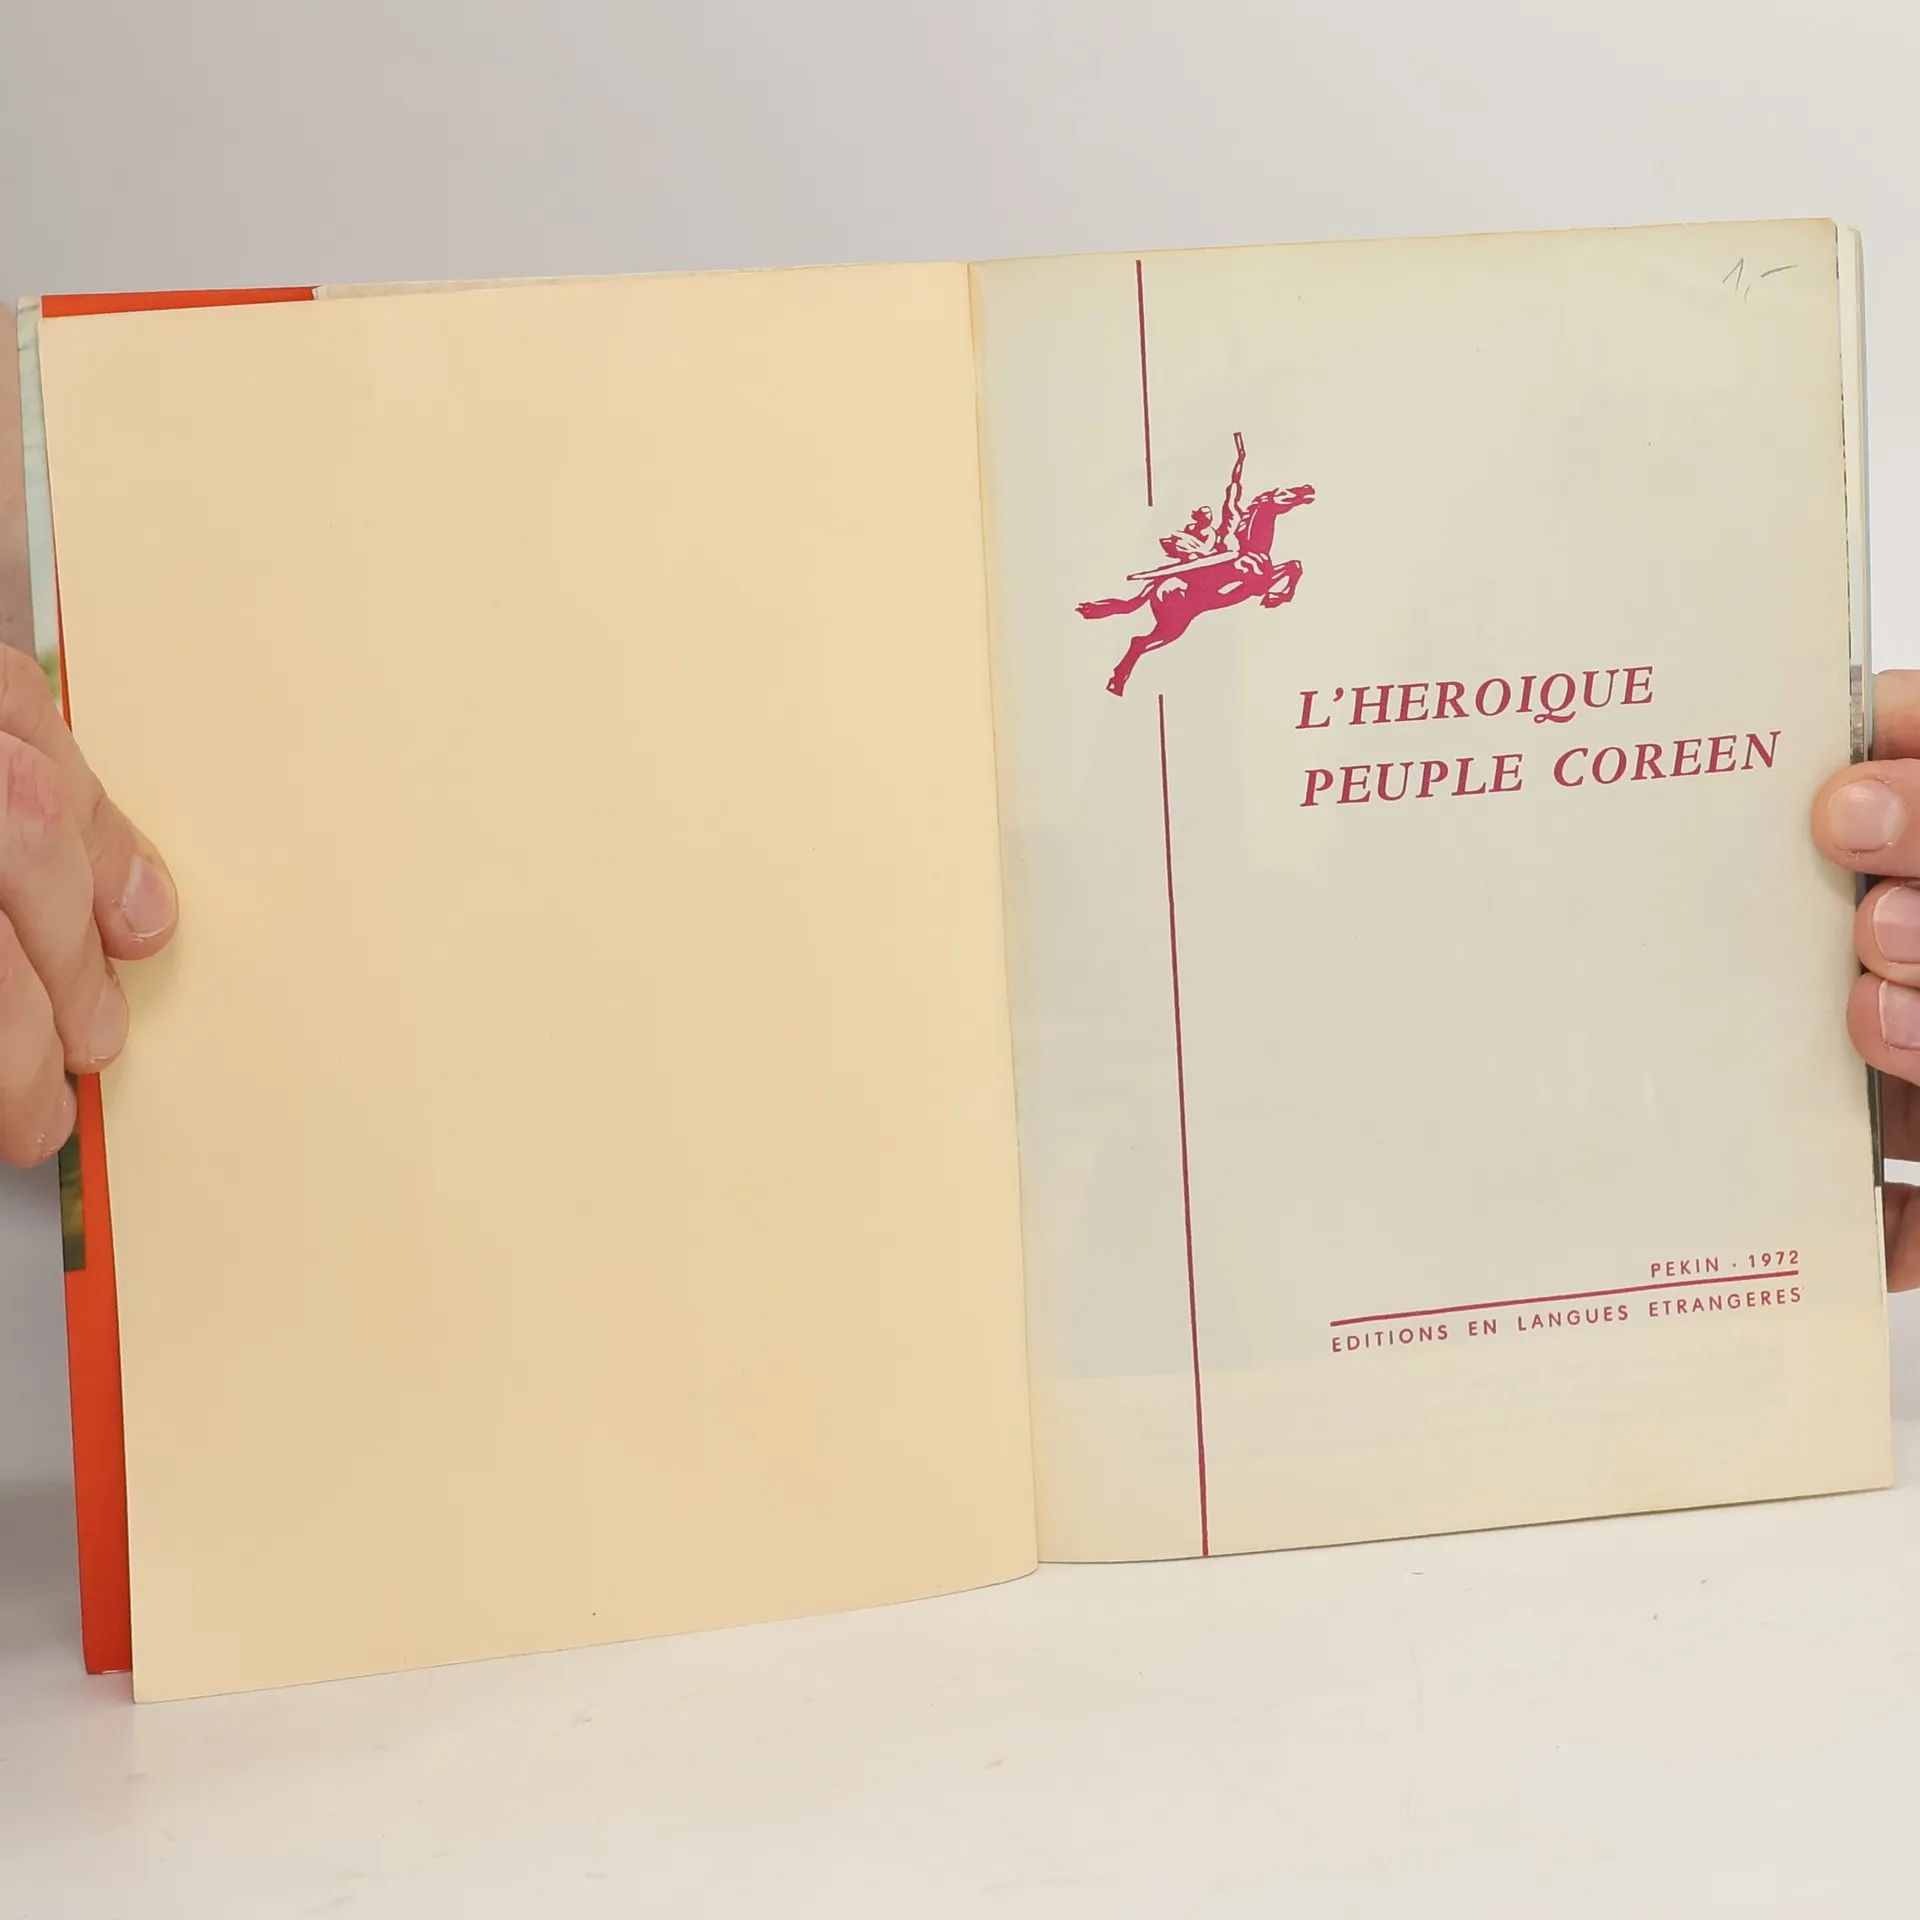 1,-
L'HEROIQUE
PEUPLE COREEN
PEKIN · 1972
EDITIONS EN LANGUES ETRANGERES